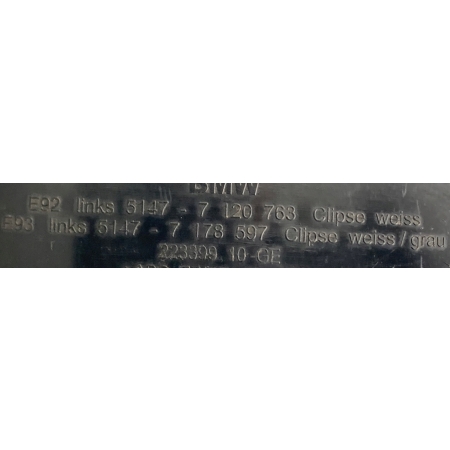 BMW
E92 links 5147 - 7 120 763 Clipse weiss
E93 links 5147 - 7 178 597 Clipse weiss/grau
223899 10-GE